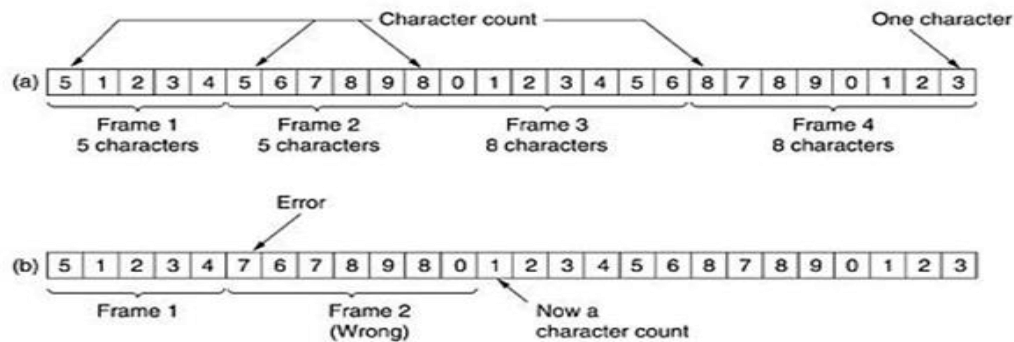 Character count
One character
(a) 5 1 2 3 4 5 6 7 8 9 8 0 1 2 3 4 5 6 8 7 8 9 0 1 2 3
Frame 1
5 characters
Frame 2
5 characters
Frame 3
8 characters
Frame 4
8 characters
Error
(b) 5 1 2 3 4 7 6 7 8 9 8 0 1 2 3 4 5 6 8 7 8 9 0 1 2 3
Frame 1
Frame 2
(Wrong)
Now a
character count